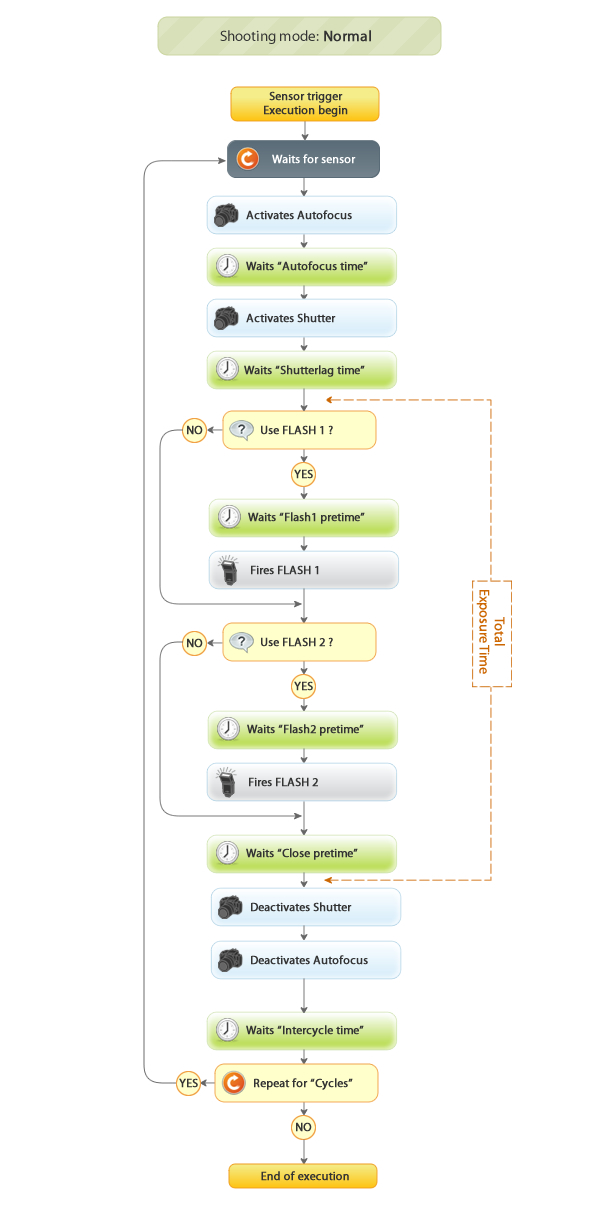 Shooting mode: Normal
Sensor trigger
Execution begin
Waits for sensor
Activates Autofocus
Waits “Autofocus time”
Activates Shutter
Waits “Shutterlag time”
Use FLASH 1 ?
NO
YES
Waits “Flash1 pretime”
Fires FLASH 1
Total
Exposure Time
Use FLASH 2 ?
NO
YES
Waits “Flash2 pretime”
Fires FLASH 2
Waits “Close pretime”
Deactivates Shutter
Deactivates Autofocus
Waits “Intercycle time”
Repeat for “Cycles”
YES
NO
End of execution